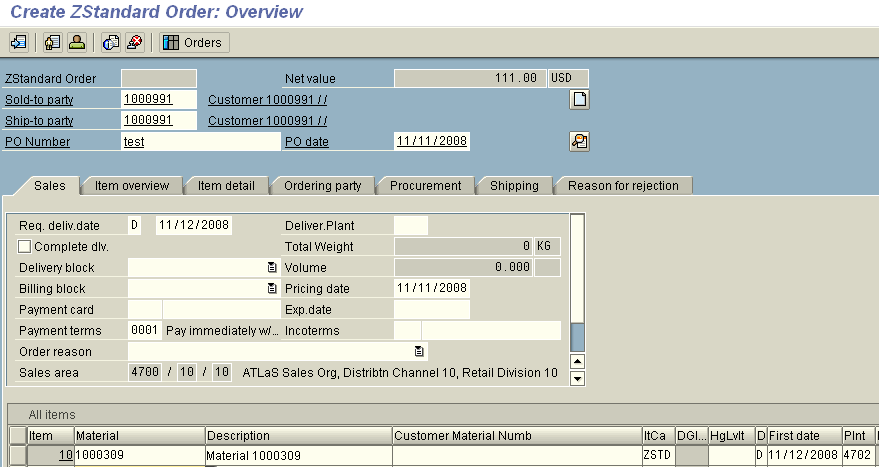 Create ZStandard Order: Overview
Orders
ZStandard Order Net value 111.00 USD
Sold-to party 1000991 Customer 1000991 / /
Ship-to party 1000991 Customer 1000991 / /
PO Number test PO date 11/11/2008
Sales Item overview Item detail Ordering party Procurement Shipping Reason for rejection
Req. deliv.date D 11/12/2008 Deliver.Plant
Complete dlv. Total Weight 0 KG
Delivery block Volume 0.000
Billing block Pricing date 11/11/2008
Payment card Exp.date
Payment terms 0001 Pay immediately w/... Incoterms
Order reason
Sales area 4700 / 10 / 10 ATLaS Sales Org, Distribtn Channel 10, Retail Division 10
All items
Item Material Description Customer Material Numb ItCa DGI... HgLvIt D First date Plnt
10 1000309 Material 1000309 ZSTD D 11/12/2008 4702